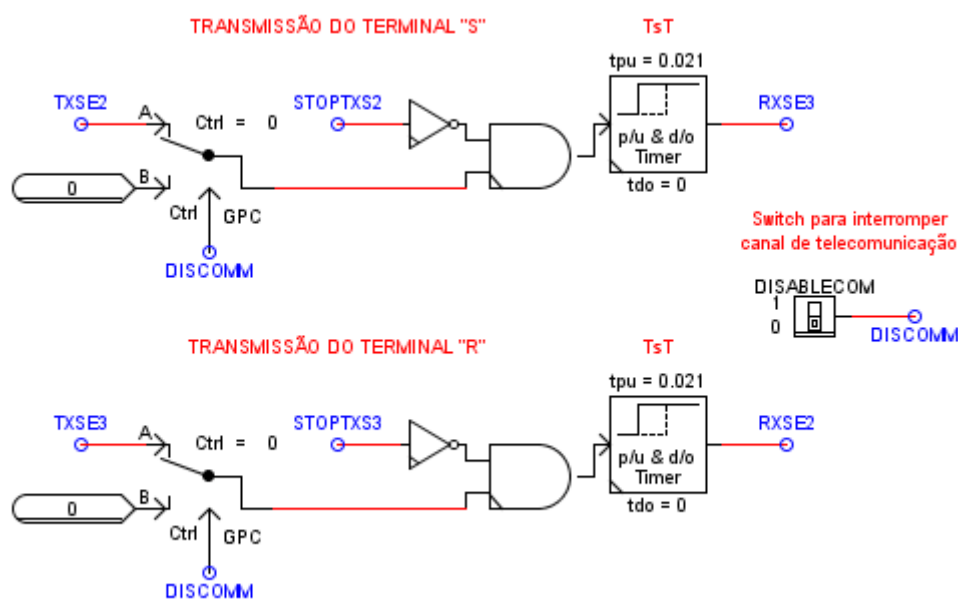 TRANSMISSÃO DO TERMINAL "S"
TsT
tpu = 0.021
TXSE2
A
Ctrl = 0
STOPTXS2
RXSE3
p/u & d/o
Timer
tdo = 0
B
0
Ctrl
GPC
DISCOMM
Switch para interromper
canal de telecomunicação
DISABLECOM
1
0
DISCOMM
TRANSMISSÃO DO TERMINAL "R"
TsT
tpu = 0.021
TXSE3
A
Ctrl = 0
STOPTXS3
RXSE2
p/u & d/o
Timer
tdo = 0
B
0
Ctrl
GPC
DISCOMM